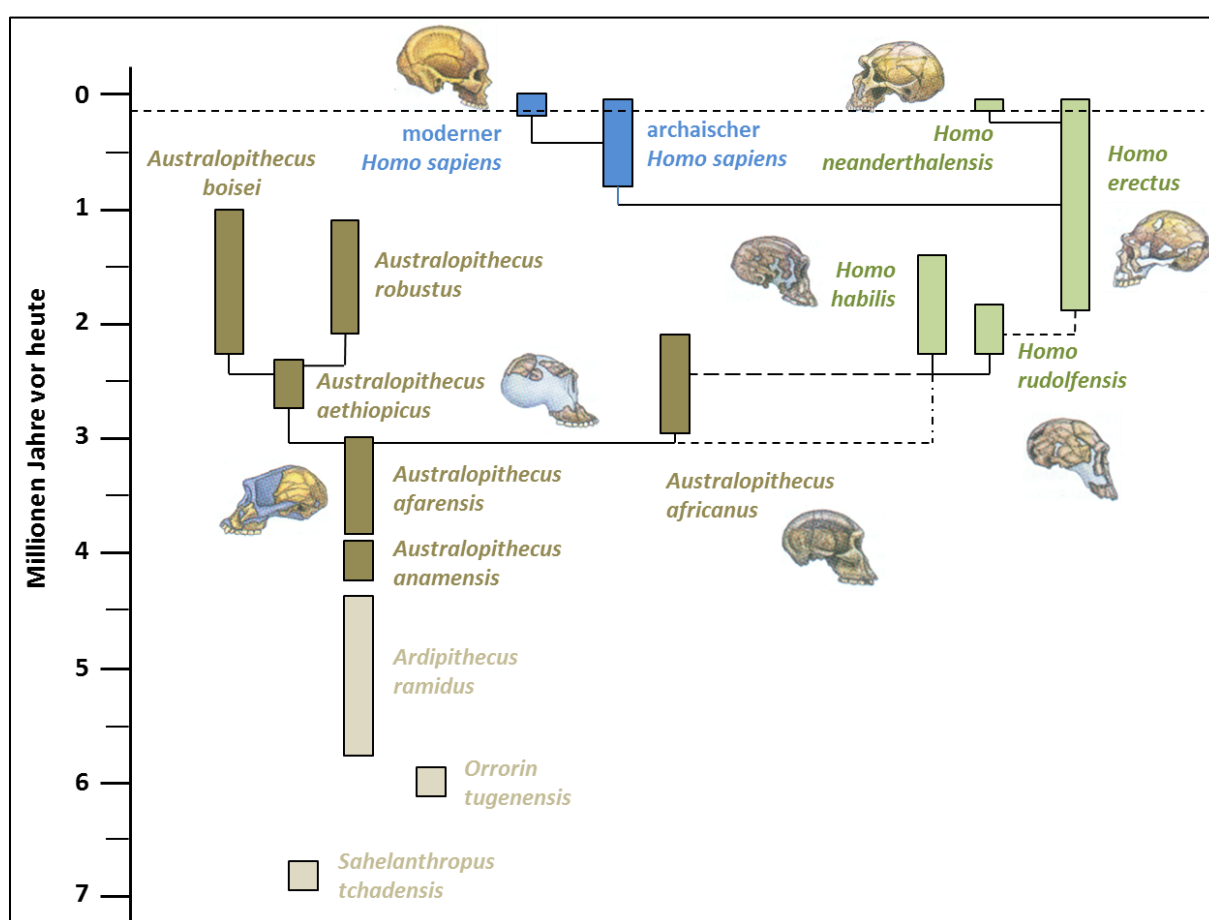 Millionen Jahre vor heute
0
1
2
3
4
5
6
7
moderner
Homo sapiens
archaischer
Homo sapiens
Homo
neanderthalensis
Homo
erectus
Australopithecus
boisei
Australopithecus
robustus
Homo
habilis
Homo
rudolfensis
Australopithecus
aethiopicus
Australopithecus
afarensis
Australopithecus
africanus
Australopithecus
anamensis
Ardipithecus
ramidus
Orrorin
tugenensis
Sahelanthropus
tchadensis